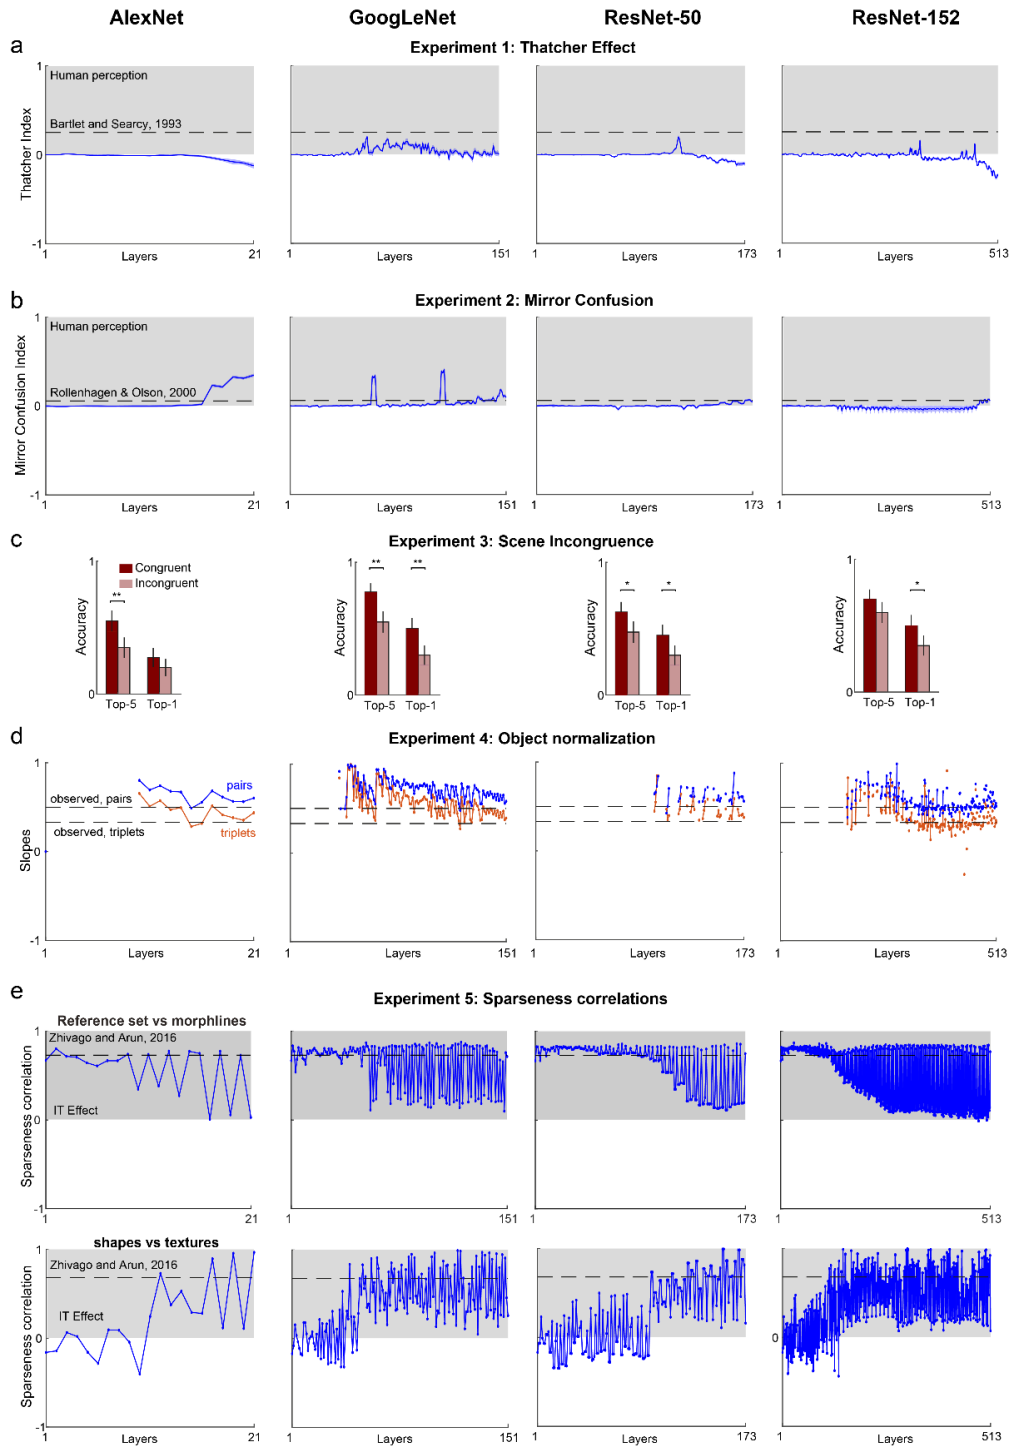 AlexNet GoogLeNet ResNet-50 ResNet-152
a
Experiment 1: Thatcher Effect
Thatcher Index
1
Human perception
Bartlet and Searcy, 1993
0
-1
1 Layers 21
1 Layers 151
1 Layers 173
1 Layers 513
b
Experiment 2: Mirror Confusion
Mirror Confusion Index
1
Human perception
Rollenhagen & Olson, 2000
0
-1
1 Layers 21
1 Layers 151
1 Layers 173
1 Layers 513
c
Experiment 3: Scene Incongruence
Accuracy
1
Congruent
Incongruent
**
0
Top-5 Top-1
Accuracy
1
** **
0
Top-5 Top-1
Accuracy
1
* *
0
Top-5 Top-1
Accuracy
1
*
0
Top-5 Top-1
d
Experiment 4: Object normalization
Slopes
1
pairs
observed, pairs
observed, triplets
triplets
0
-1
1 Layers 21
1 Layers 151
1 Layers 173
1 Layers 513
e
Experiment 5: Sparseness correlations
Reference set vs morphlines
Sparseness correlation
1
Zhivago and Arun, 2016
IT Effect
0
-1
1 21
1 151
1 173
1 513
shapes vs textures
Sparseness correlation
1
Zhivago and Arun, 2016
IT Effect
0
0
-1
1 Layers 21
1 Layers 151
1 Layers 173
1 Layers 513